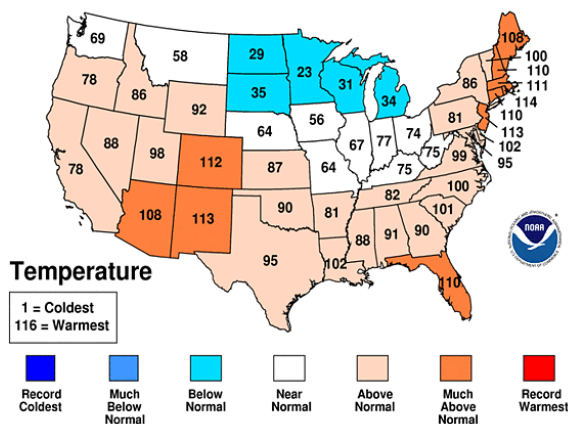 69
58
29
23
31
34
108
100
110
111
114
110
113
102
95
78
86
92
35
86
81
88
98
64
56
67
77
74
75
75
99
78
112
87
64
82
100
101
108
113
90
81
88
91
90
95
102
110
NOAA
Temperature
1 = Coldest
116 = Warmest
Record
Coldest
Much
Below
Normal
Below
Normal
Near
Normal
Above
Normal
Much
Above
Normal
Record
Warmest